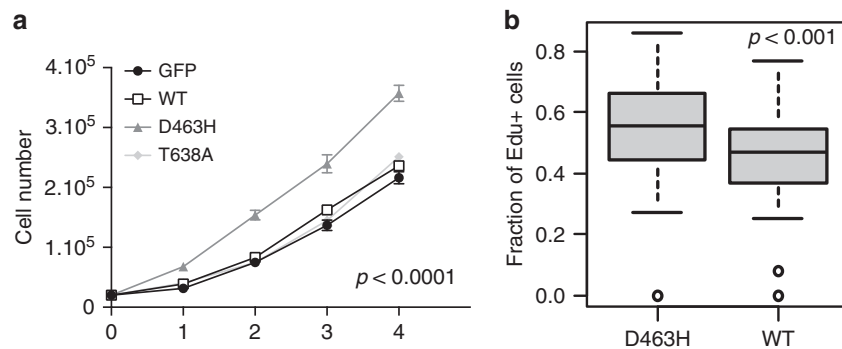 a
Cell number
4.10⁵
3.10⁵
2.10⁵
1.10⁵
0
GFP
WT
D463H
T638A
p < 0.0001
0 1 2 3 4
b
Fraction of Edu+ cells
0.8
0.6
0.4
0.2
0.0
p < 0.001
D463H WT